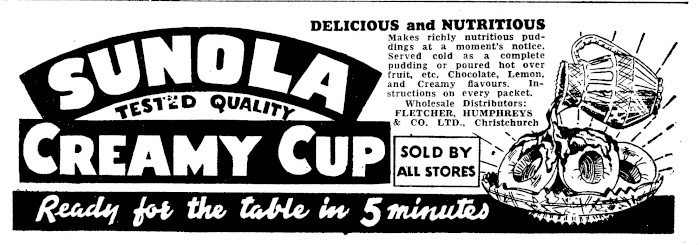 SUNOLA
TESTED QUALITY
CREAMY CUP
DELICIOUS and NUTRITIOUS
Makes richly nutritious pud-
dings at a moment's notice.
Served cold as a complete
pudding or poured hot over
fruit, etc. Chocolate, Lemon,
and Creamy flavours. In-
structions on every packet.
Wholesale Distributors:
FLETCHER, HUMPHREYS
& CO. LTD., Christchurch
SOLD BY
ALL STORES
Ready for the table in 5 minutes